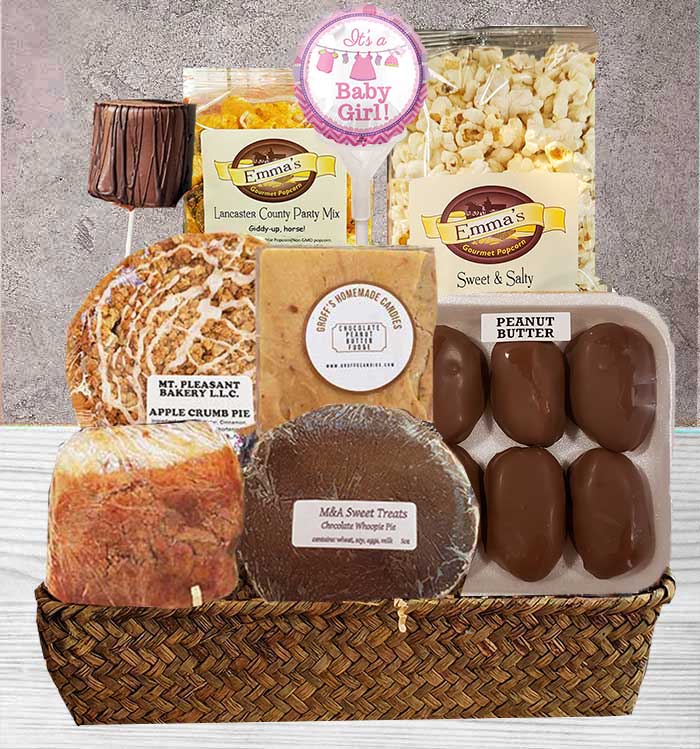 It's a
Baby
Girl!
Emma's
Gourmet Popcorn
Lancaster County Party Mix
Giddy-up, horse!
Emma's
Gourmet Popcorn
Sweet & Salty
PEANUT
BUTTER
GROFF'S HOMEMADE CANDIES
CHOCOLATE
PEANUT
BUTTER
FUDGE
WWW.GROFFSCANDIES.COM
MT. PLEASANT
BAKERY L.L.C.
APPLE CRUMB PIE
M&A Sweet Treats
Chocolate Whoopie Pie
contains: wheat, soy, eggs, milk 5oz